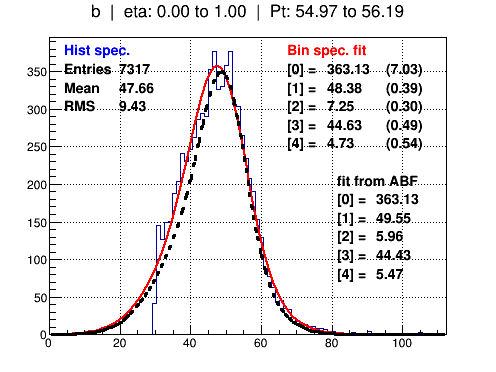 b | eta: 0.00 to 1.00 | Pt: 54.97 to 56.19
Hist spec.
Entries 7317
Mean 47.66
RMS 9.43
Bin spec. fit
[0] = 363.13 (7.03)
[1] = 48.38 (0.39)
[2] = 7.25 (0.30)
[3] = 44.63 (0.49)
[4] = 4.73 (0.54)
fit from ABF
[0] = 363.13
[1] = 49.55
[2] = 5.96
[3] = 44.43
[4] = 5.47
350
300
250
200
150
100
50
0
0 20 40 60 80 100